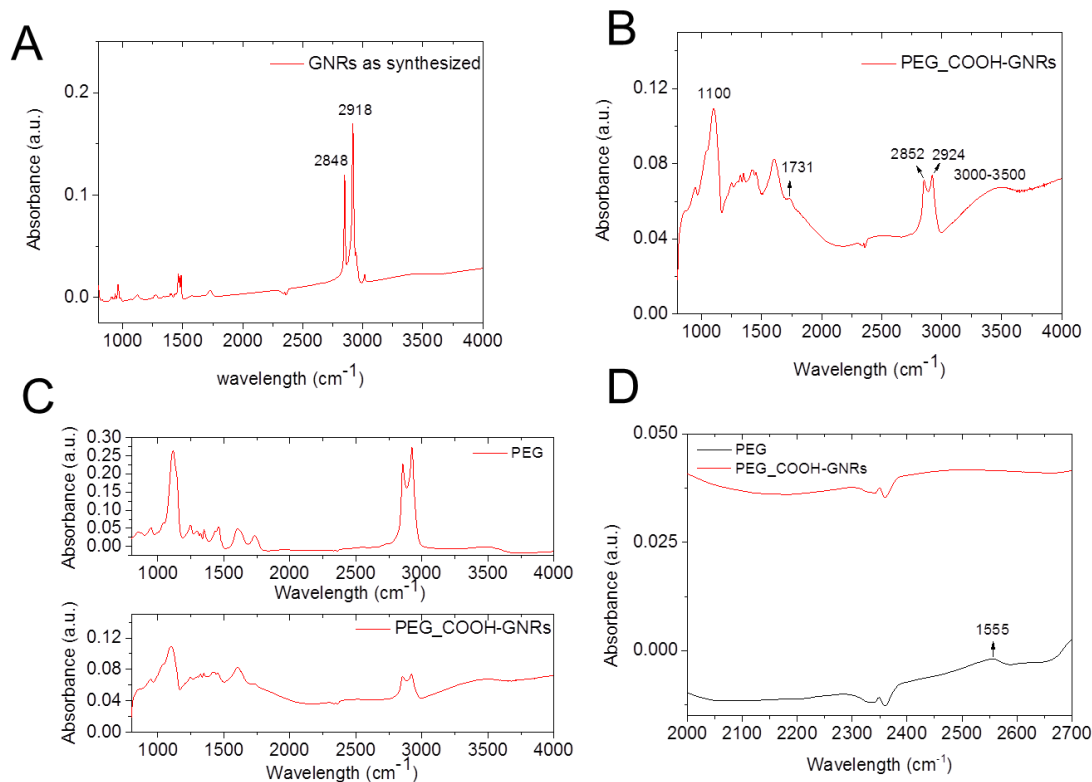 A
GNRs as synthesized
2918
2848
0.2
0.1
0.0
Absorbance (a.u.)
1000 1500 2000 2500 3000 3500 4000
wavelength (cm-1)
B
PEG_COOH-GNRs
1100
1731
2852
2924
3000-3500
0.12
0.08
0.04
0.00
Absorbance (a.u.)
1000 1500 2000 2500 3000 3500 4000
Wavelength (cm-1)
C
PEG
0.30
0.25
0.20
0.15
0.10
0.05
0.00
Absorbance (a.u.)
1000 1500 2000 2500 3000 3500 4000
Wavelength (cm-1)
PEG_COOH-GNRs
0.12
0.08
0.04
0.00
Absorbance (a.u.)
1000 1500 2000 2500 3000 3500 4000
Wavelength (cm-1)
D
PEG
PEG_COOH-GNRs
1555
0.050
0.025
0.000
Absorbance (a.u.)
2000 2100 2200 2300 2400 2500 2600 2700
Wavelength (cm-1)